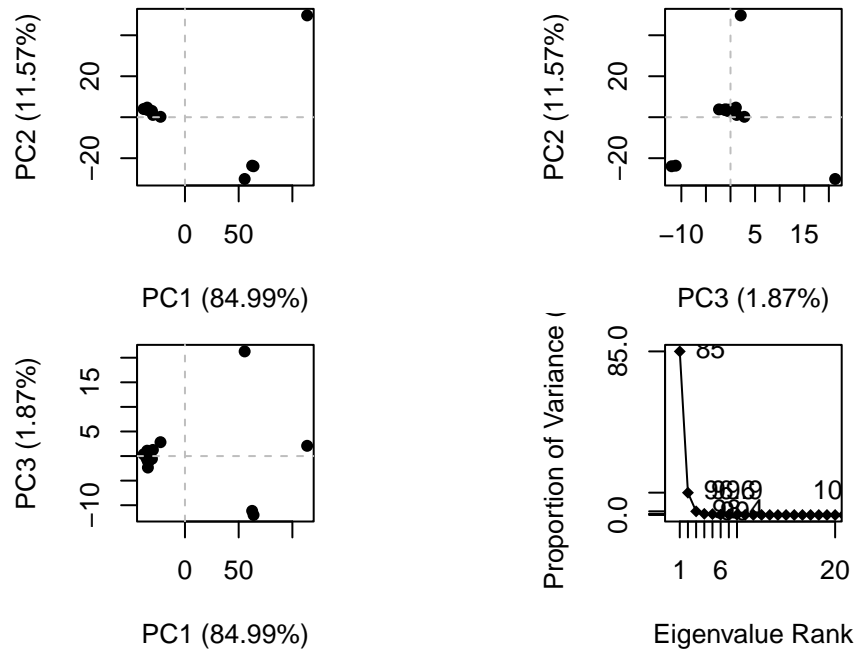 PC2 (11.57%)
20
−20
0 50
PC1 (84.99%)
PC2 (11.57%)
20
−20
−10 5 15
PC3 (1.87%)
PC3 (1.87%)
15
5
−10
0 50
PC1 (84.99%)
Proportion of Variance (
85.0
0.0
85
10
1 6 20
Eigenvalue Rank